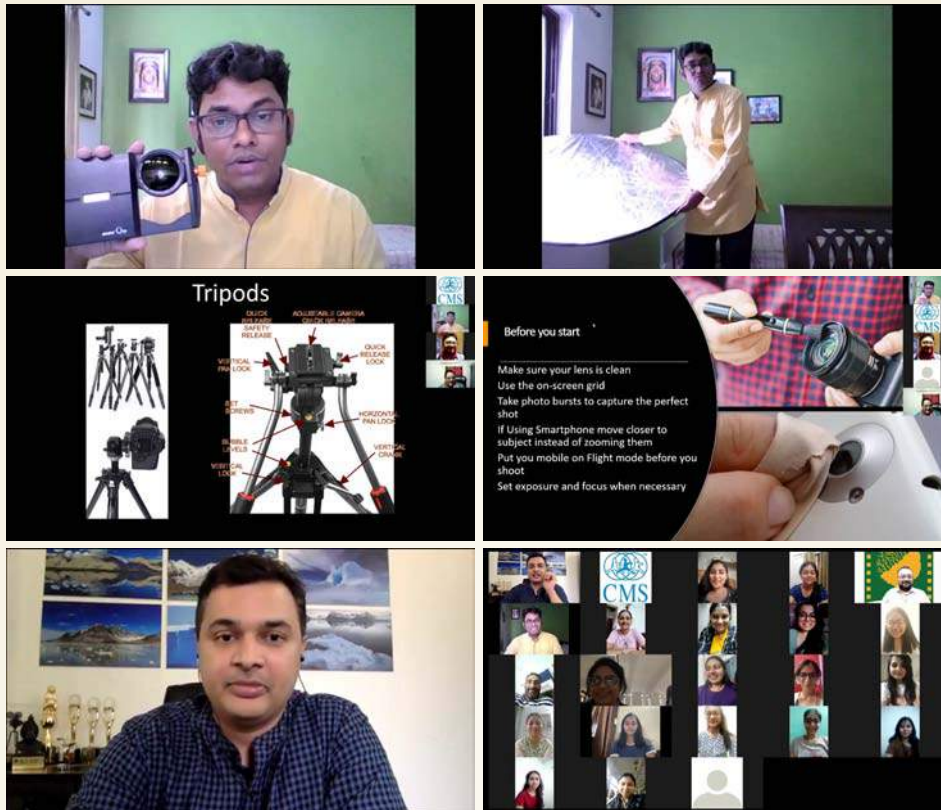 Tripods
QUICK RELEASE SAFETY RELEASE
ADJUSTABLE CAMERA QUICK RELEASE
QUICK RELEASE LOCK
VERTICAL PAN LOCK
SET SCREWS
HORIZONTAL PAN LOCK
BUBBLE LEVELS
VERTICAL CRANK
VERTICAL LOCK
CMS
Before you start
Make sure your lens is clean
Use the on-screen grid
Take photo bursts to capture the perfect
shot
If Using Smartphone move closer to
subject instead of zooming them
Put you mobile on Flight mode before you
shoot
Set exposure and focus when necessary
CMS
CMS